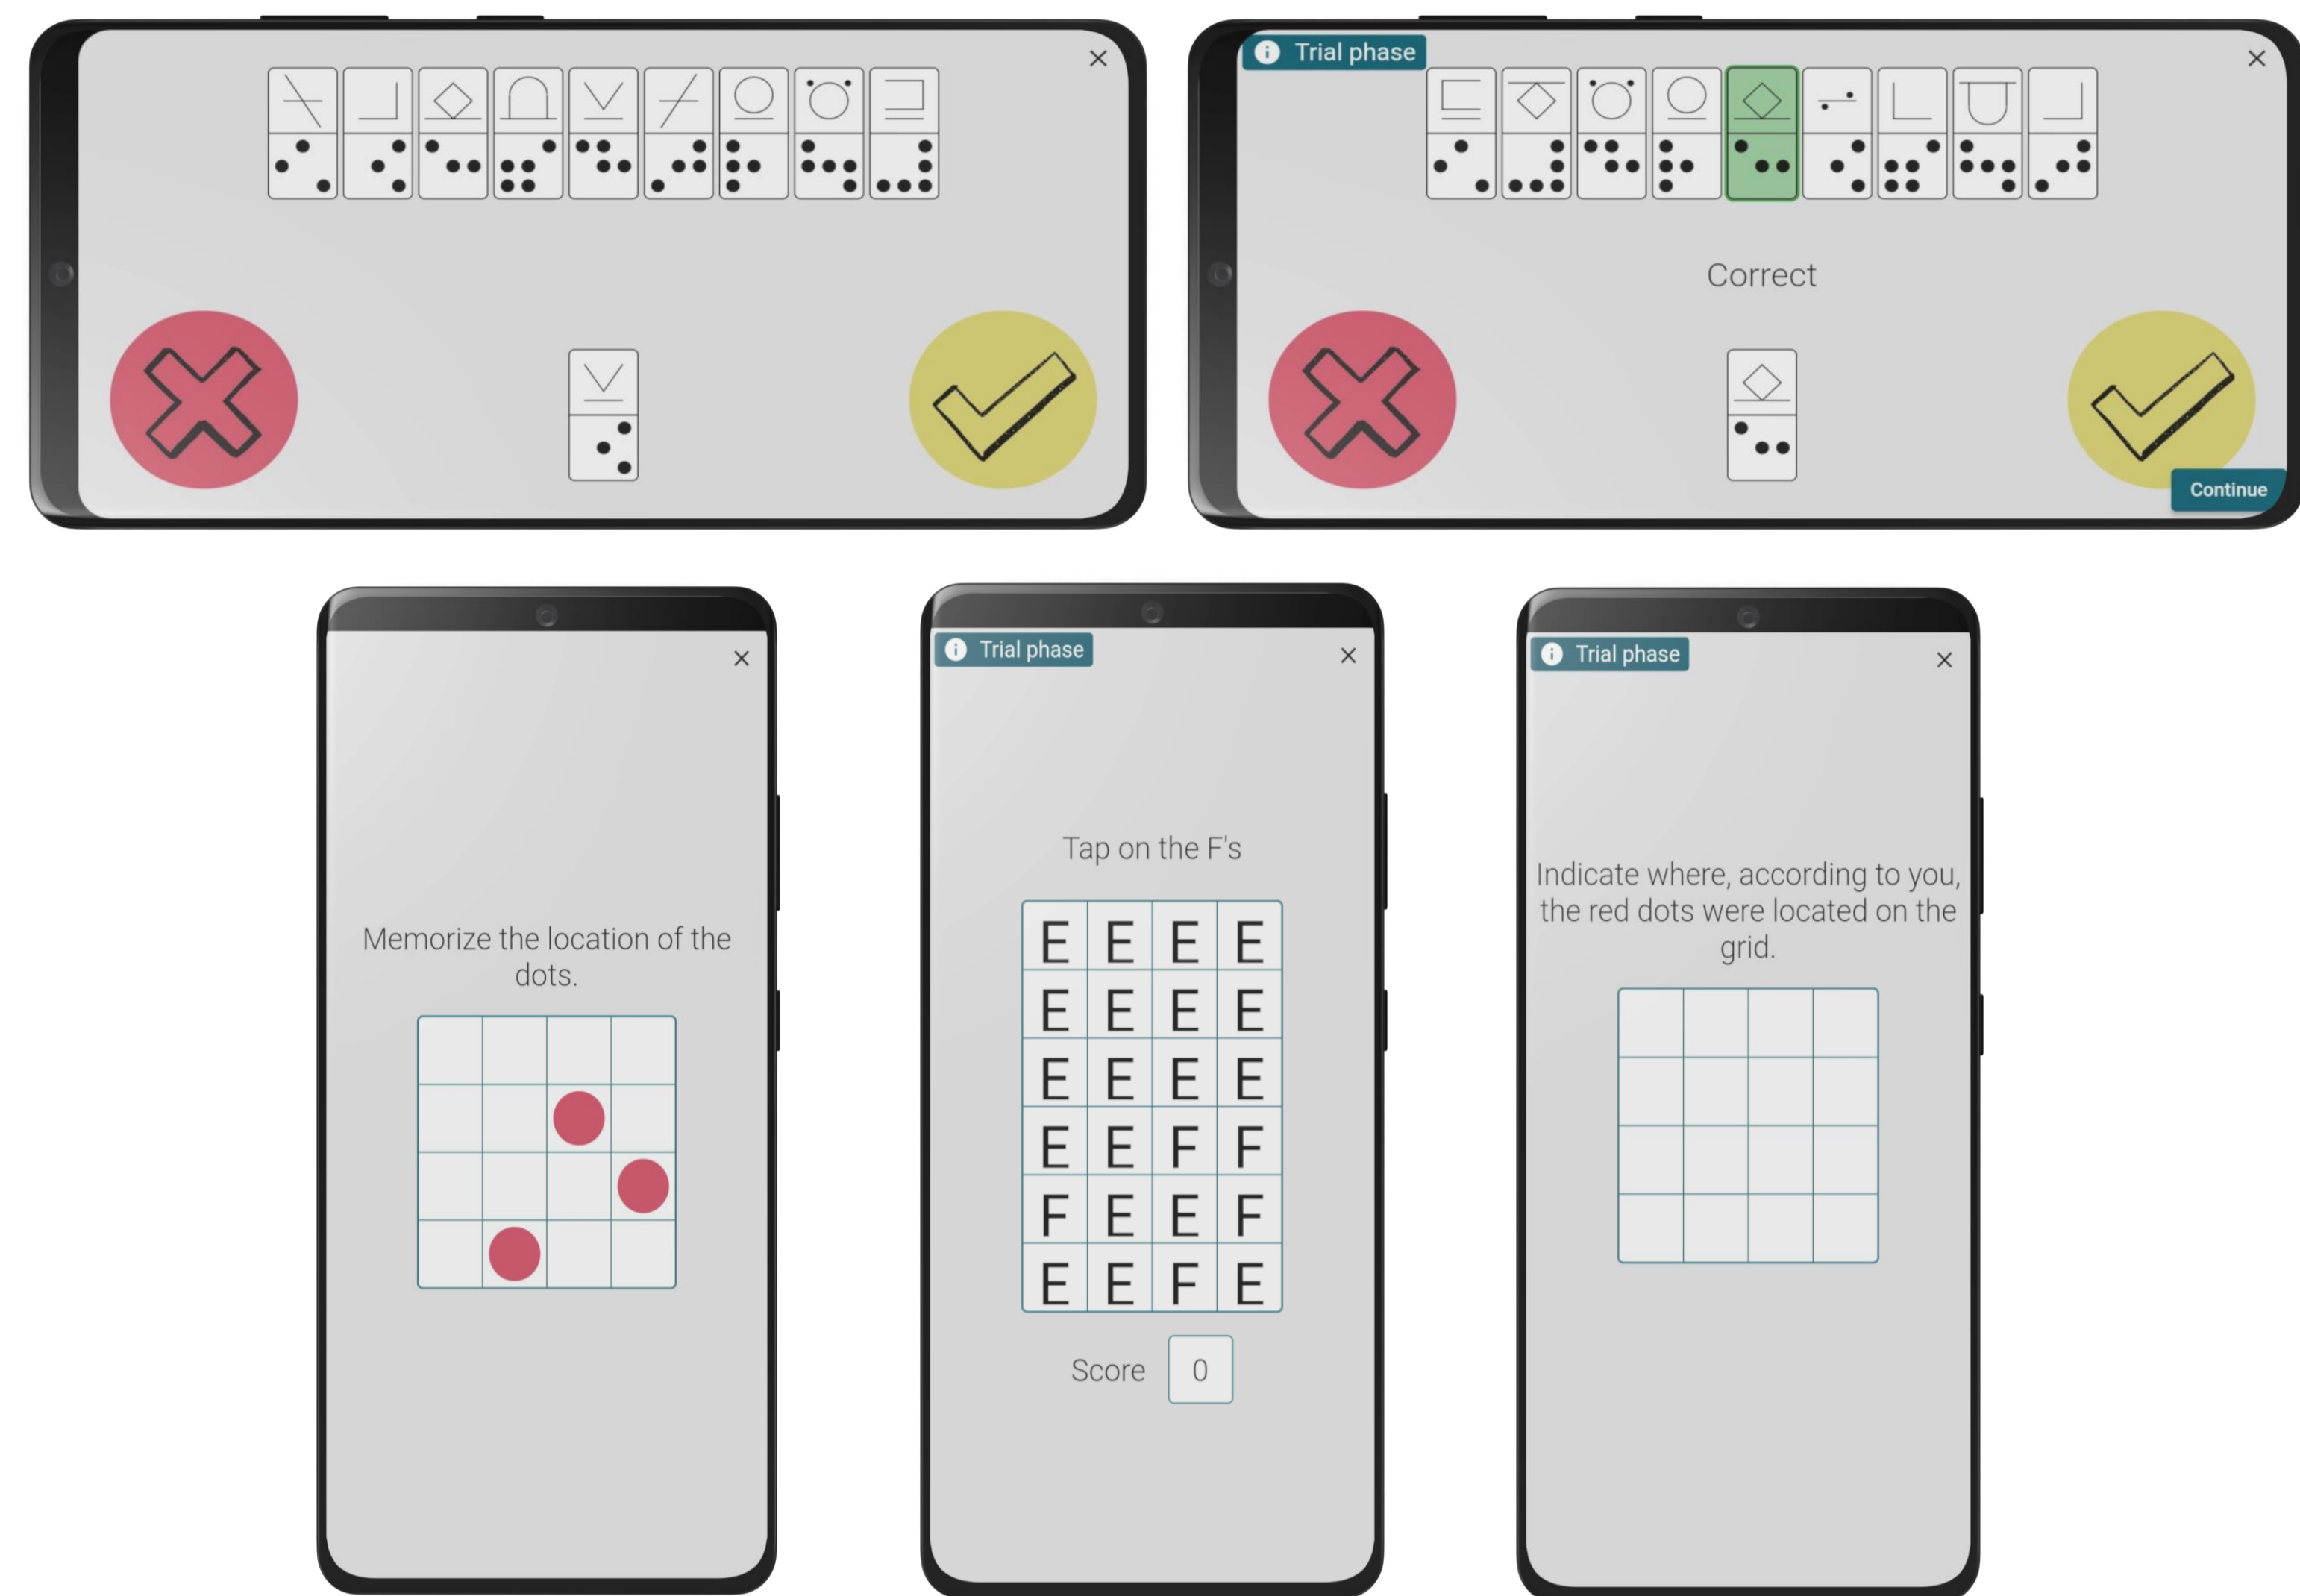 Trial phase
Correct
Continue
Memorize the location of the
dots.
Trial phase
Tap on the F's
E E E E
E E E E
E E E E
E E F F
F E E F
E E F E
Score 0
Trial phase
Indicate where, according to you,
the red dots were located on the
grid.